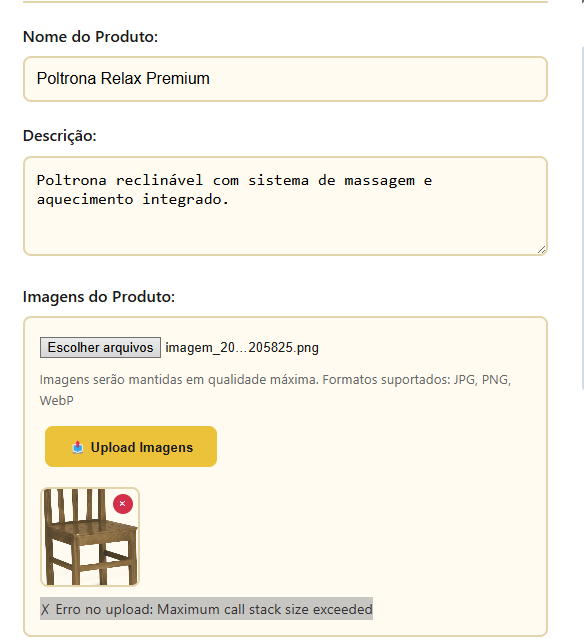 Nome do Produto:
Poltrona Relax Premium
Descrição:
Poltrona reclinável com sistema de massagem e
aquecimento integrado.
Imagens do Produto:
Escolher arquivos imagem_20...205825.png
Imagens serão mantidas em qualidade máxima. Formatos suportados: JPG, PNG,
WebP
📤 Upload Imagens
×
╳ Erro no upload: Maximum call stack size exceeded